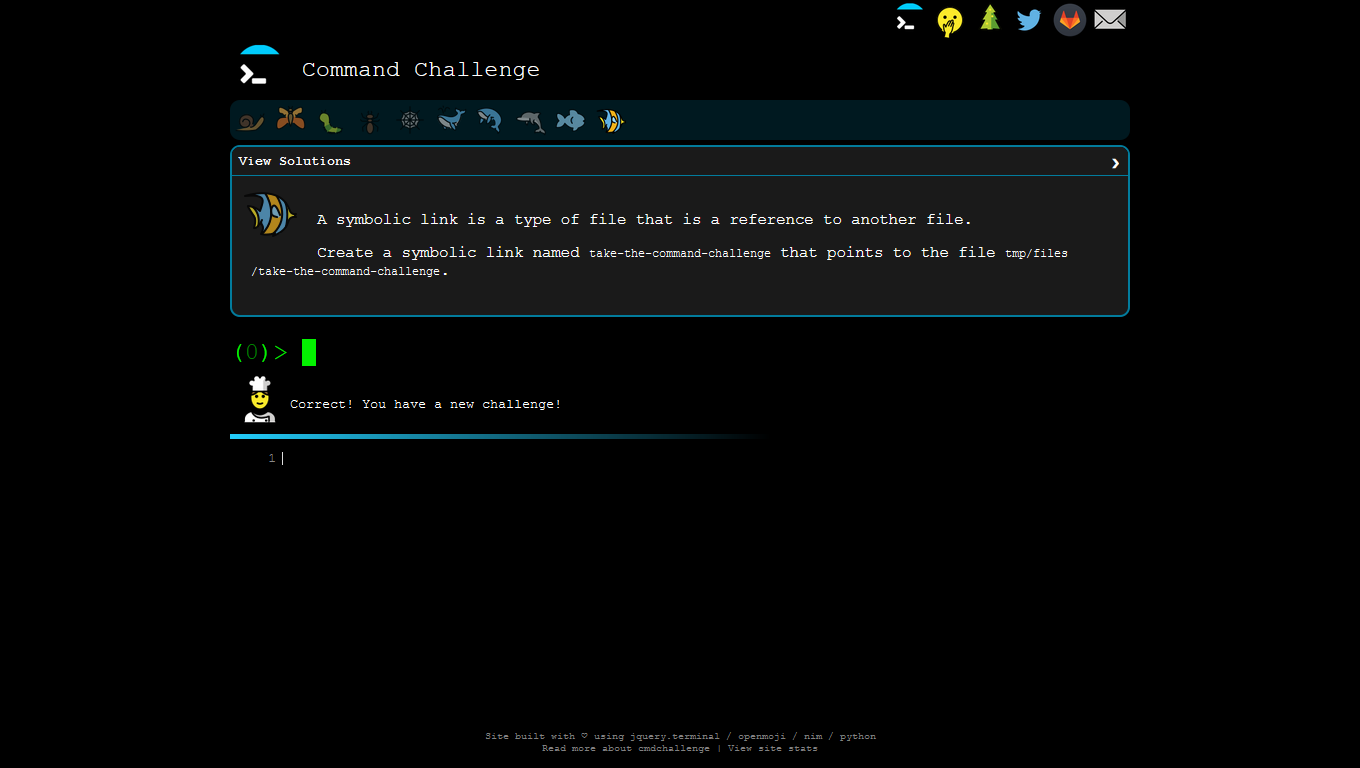 Command Challenge
View Solutions
A symbolic link is a type of file that is a reference to another file.
Create a symbolic link named take-the-command-challenge that points to the file tmp/files
/take-the-command-challenge.
(0)>
Correct! You have a new challenge!
1
Site built with ♡ using jquery.terminal / openmoji / nim / python
Read more about cmdchallenge | View site stats